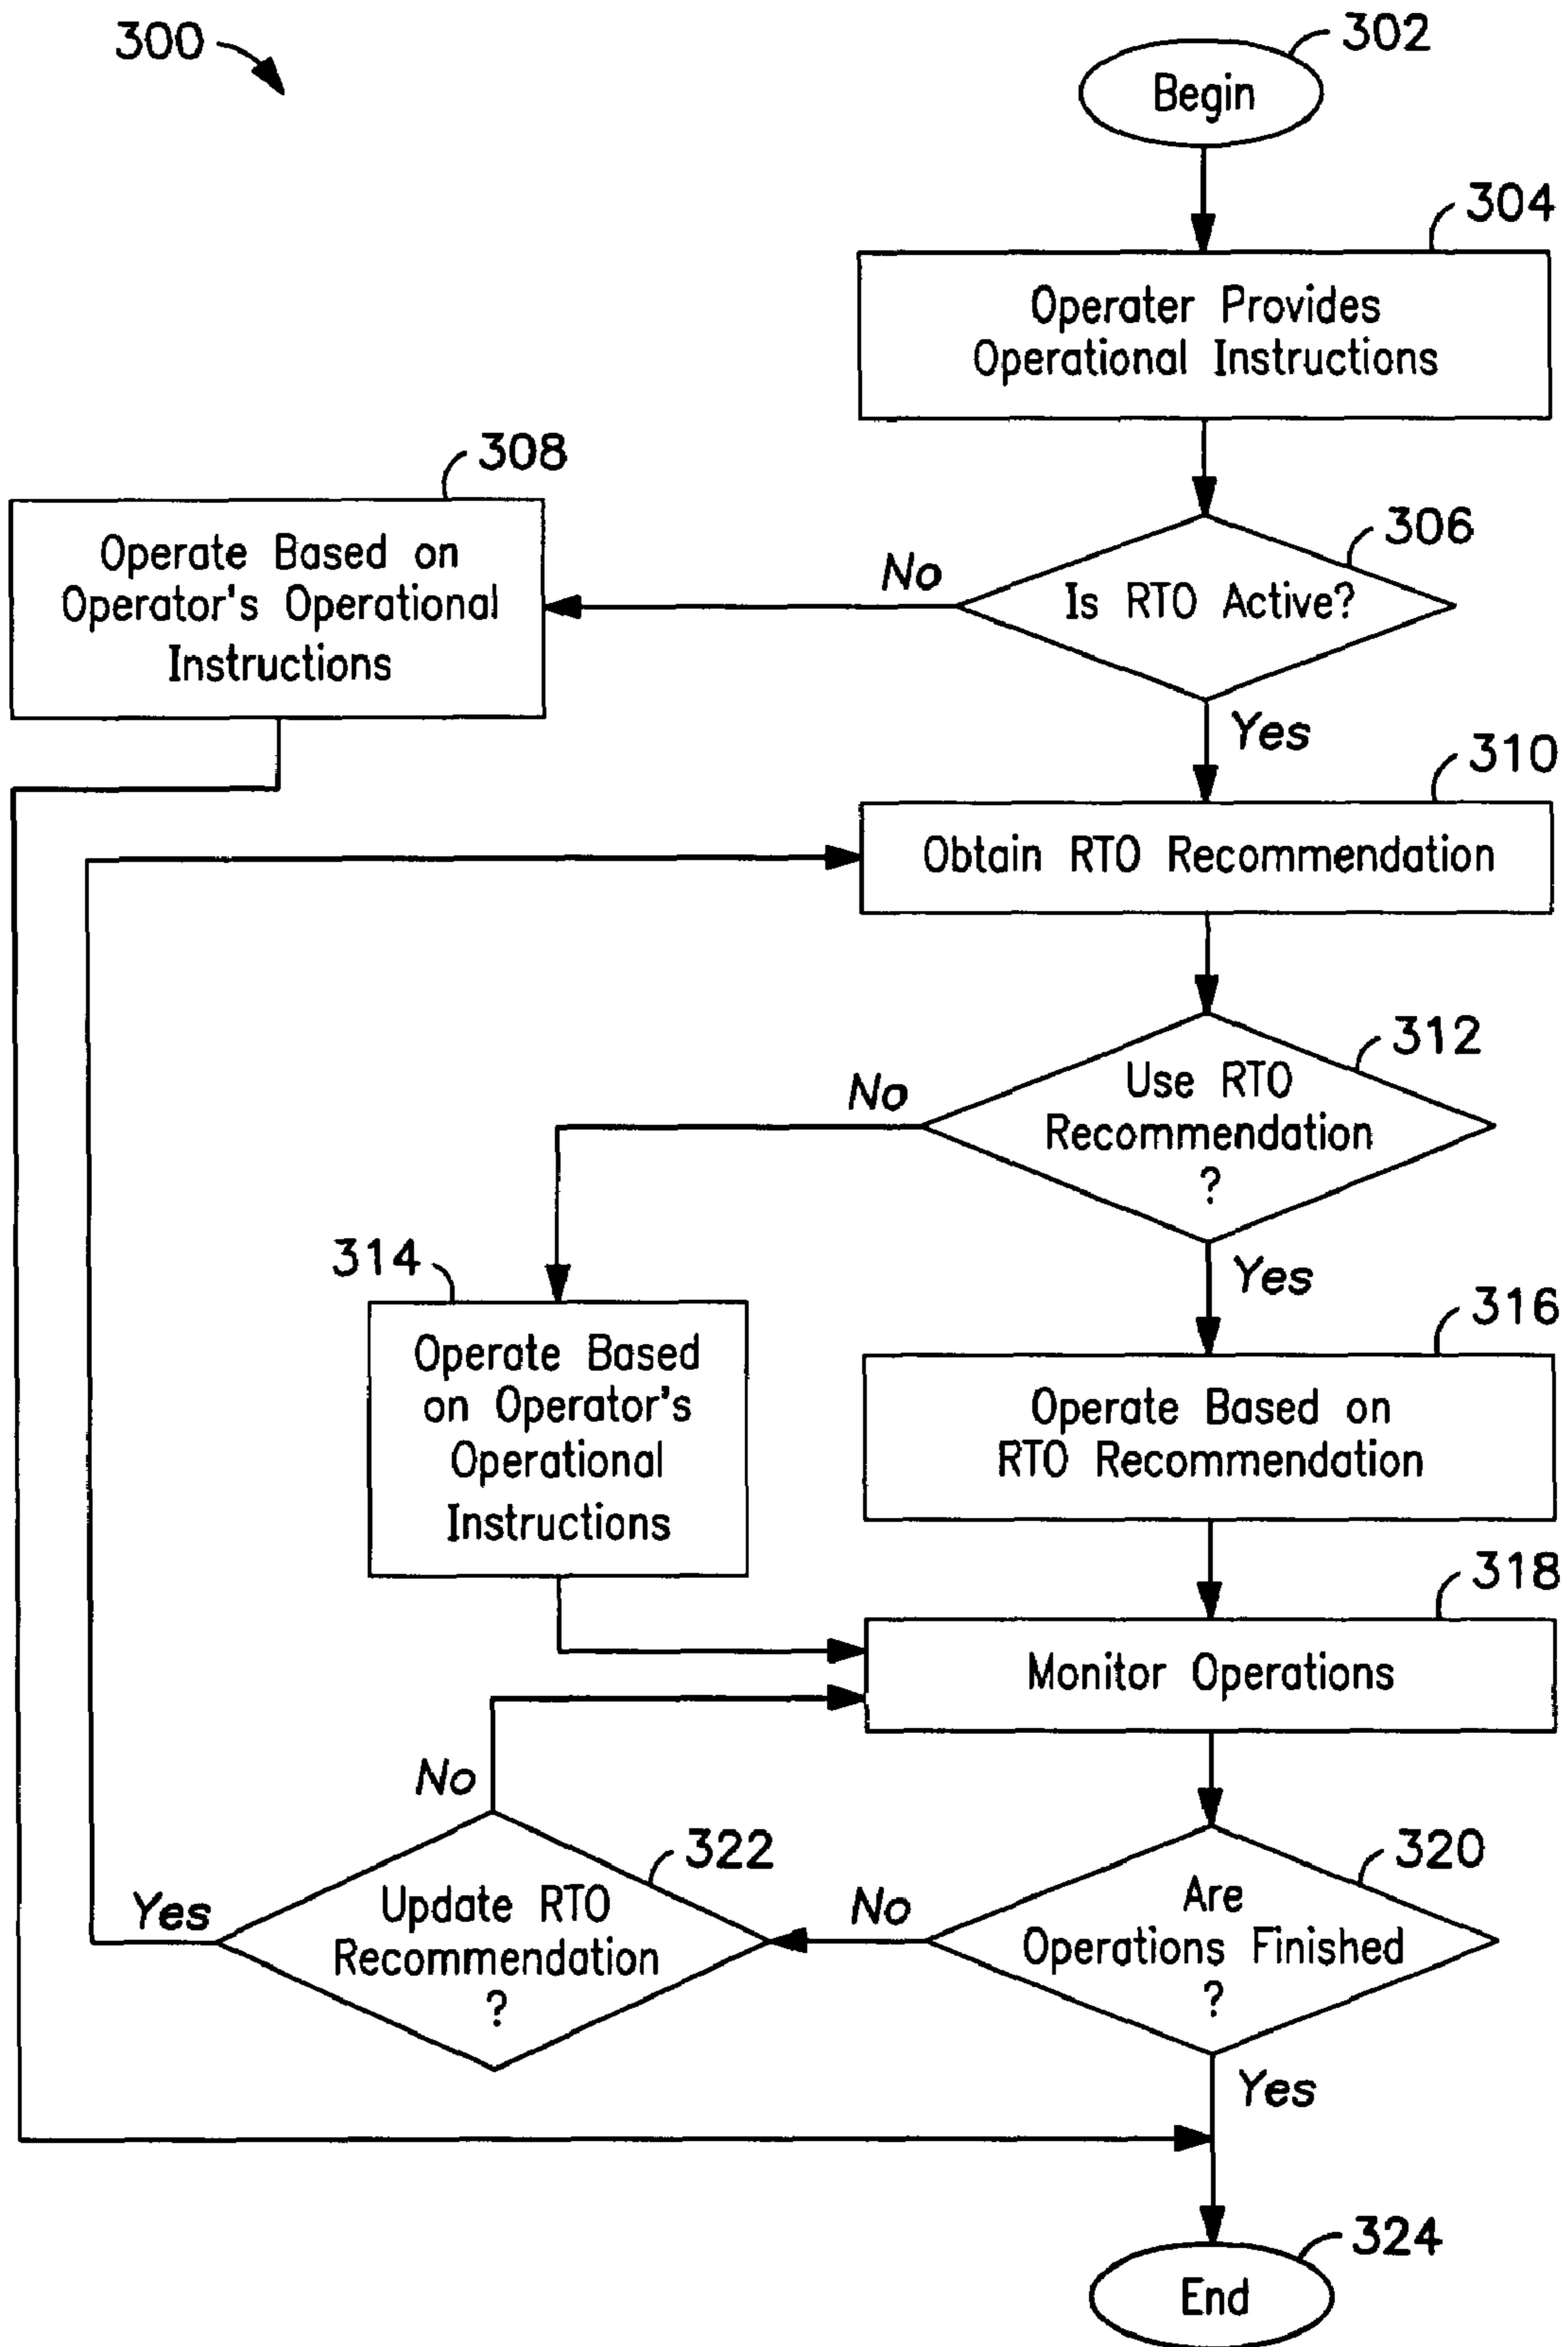 300
302
Begin
304
Operater Provides
Operational Instructions
308
Operate Based on
Operator's Operational
Instructions
306
Is RTO Active?
No
Yes
310
Obtain RTO Recommendation
312
Use RTO
Recommendation
?
No
Yes
314
Operate Based
on Operator's
Operational
Instructions
316
Operate Based on
RTO Recommendation
318
Monitor Operations
No
322
Update RTO
Recommendation
?
Yes
No
320
Are
Operations Finished
?
Yes
324
End